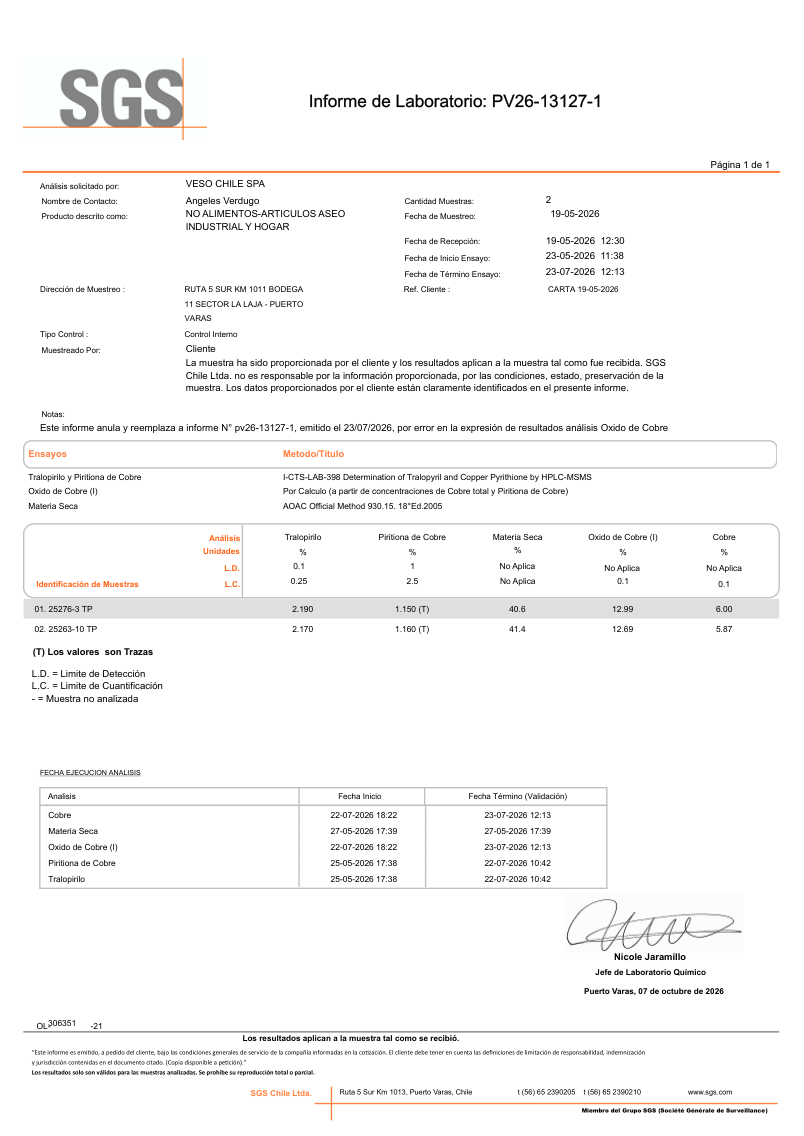 SGS
Informe de Laboratorio: PV26-13127-1
Página 1 de 1
Análisis solicitado por: VESO CHILE SPA
Nombre de Contacto: Angeles Verdugo Cantidad Muestras: 2
Producto descrito como: NO ALIMENTOS-ARTICULOS ASEO Fecha de Muestreo: 19-05-2026
INDUSTRIAL Y HOGAR
Fecha de Recepción: 19-05-2026 12:30
Fecha de Inicio Ensayo: 23-05-2026 11:38
Fecha de Término Ensayo: 23-07-2026 12:13
Dirección de Muestreo : RUTA 5 SUR KM 1011 BODEGA Ref. Cliente : CARTA 19-05-2026
11 SECTOR LA LAJA - PUERTO
VARAS
Tipo Control : Control Interno
Muestreado Por: Cliente
La muestra ha sido proporcionada por el cliente y los resultados aplican a la muestra tal como fue recibida. SGS
Chile Ltda. no es responsable por la información proporcionada, por las condiciones, estado, preservación de la
muestra. Los datos proporcionados por el cliente están claramente identificados en el presente informe.
Notas:
Este informe anula y reemplaza a informe N° pv26-13127-1, emitido el 23/07/2026, por error en la expresión de resultados análisis Oxido de Cobre
Ensayos Metodo/Titulo
Tralopirilo y Piritiona de Cobre I-CTS-LAB-398 Determination of Tralopyril and Copper Pyrithione by HPLC-MSMS
Oxido de Cobre (I) Por Calculo (a partir de concentraciones de Cobre total y Piritiona de Cobre)
Materia Seca AOAC Official Method 930.15. 18°Ed.2005
Análisis Tralopirilo Piritiona de Cobre Materia Seca Oxido de Cobre (I) Cobre
Unidades % % % % %
L.D. 0.1 1 No Aplica No Aplica No Aplica
Identificación de Muestras L.C. 0.25 2.5 No Aplica 0.1 0.1
01. 25276-3 TP 2.190 1.150 (T) 40.6 12.99 6.00
02. 25263-10 TP 2.170 1.160 (T) 41.4 12.69 5.87
(T) Los valores son Trazas
L.D. = Limite de Detección
L.C. = Limite de Cuantificación
- = Muestra no analizada
FECHA EJECUCION ANALISIS
Analisis Fecha Inicio Fecha Término (Validación)
Cobre 22-07-2026 18:22 23-07-2026 12:13
Materia Seca 27-05-2026 17:39 27-05-2026 17:39
Oxido de Cobre (I) 22-07-2026 18:22 23-07-2026 12:13
Piritiona de Cobre 25-05-2026 17:38 22-07-2026 10:42
Tralopirilo 25-05-2026 17:38 22-07-2026 10:42
Nicole Jaramillo
Jefe de Laboratorio Químico
Puerto Varas, 07 de octubre de 2026
OL- 306351 -21
Los resultados aplican a la muestra tal como se recibió.
"Este informe es emitido, a pedido del cliente, bajo las condiciones generales de servicio de la compañía informadas en la cotización. El cliente debe tener en cuenta las definiciones de limitación de responsabilidad, indemnización
y jurisdicción contenidas en el documento citado. (Copia disponible a petición)."
Los resultados solo son válidos para las muestras analizadas. Se prohíbe su reproducción total o parcial.
SGS Chile Ltda. Ruta 5 Sur Km 1013, Puerto Varas, Chile t (56) 65 2390205 t (56) 65 2390210 www.sgs.com
Miembro del Grupo SGS (Société Générale de Surveillance)